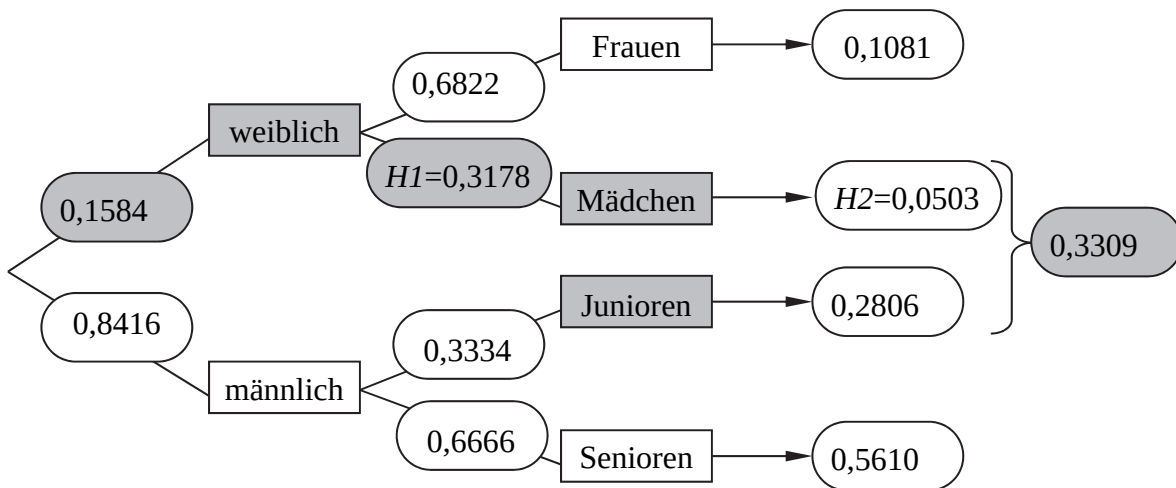 Frauen
0,1081
0,6822
weiblich
H1=0,3178
Mädchen
H2=0,0503
0,1584
0,3309
0,8416
Junioren
0,2806
0,3334
männlich
0,6666
Senioren
0,5610